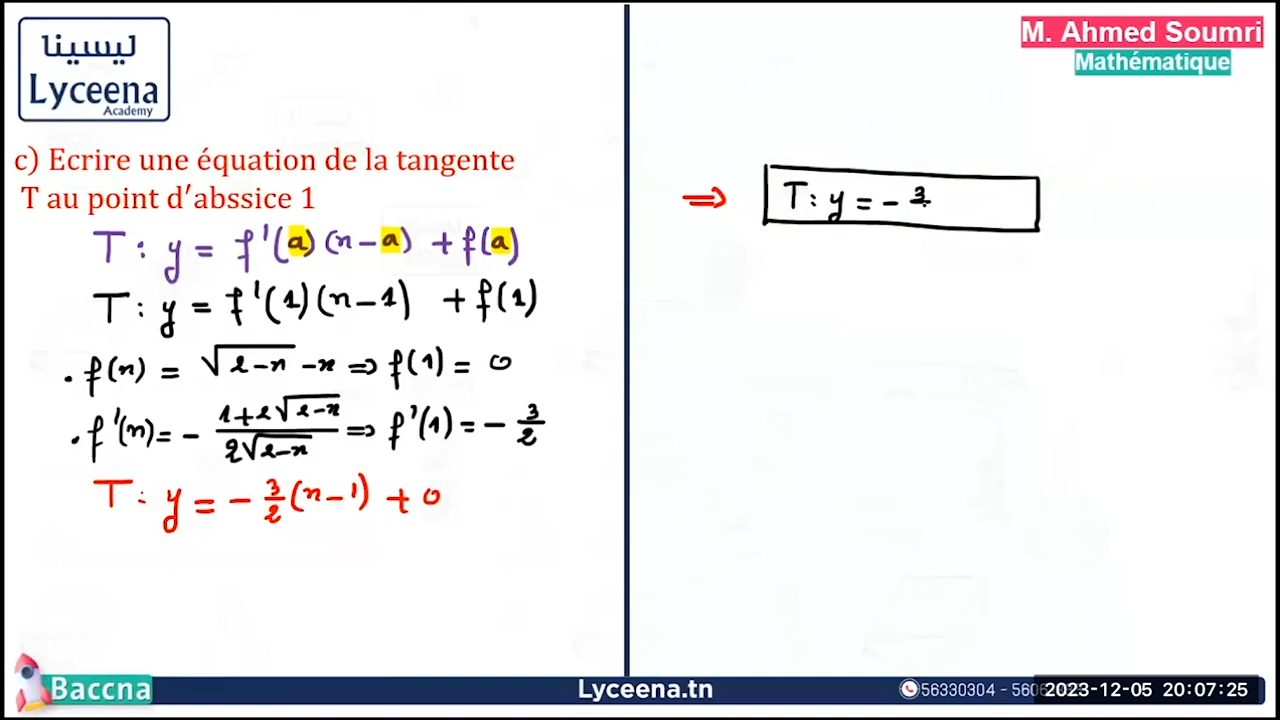 ليسينا
Lyceena
Academy
M. Ahmed Soumri
Mathématique
c) Ecrire une équation de la tangente
T au point d'abssice 1
T : y = f'(a)(x-a) + f(a)
T : y = f'(1)(x-1) + f(1)
. f(x) = √(2-x) - x ⇒ f(1) = 0
. f'(x) = - (1+2√(2-x))/(2√(2-x)) ⇒ f'(1) = - 3/2
T : y = - 3/2 (x-1) + 0
⇒ T : y = - 3
Baccna
Lyceena.tn
56330304 - 560
2023-12-05 20:07:25